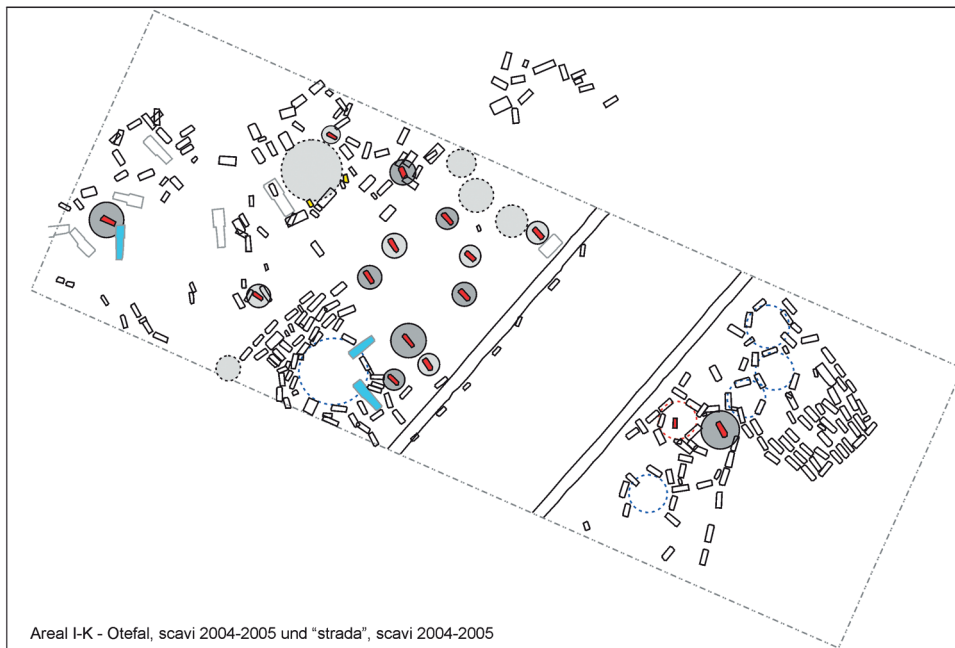 Areal I-K - Otefal, scavi 2004-2005 und “strada”, scavi 2004-2005